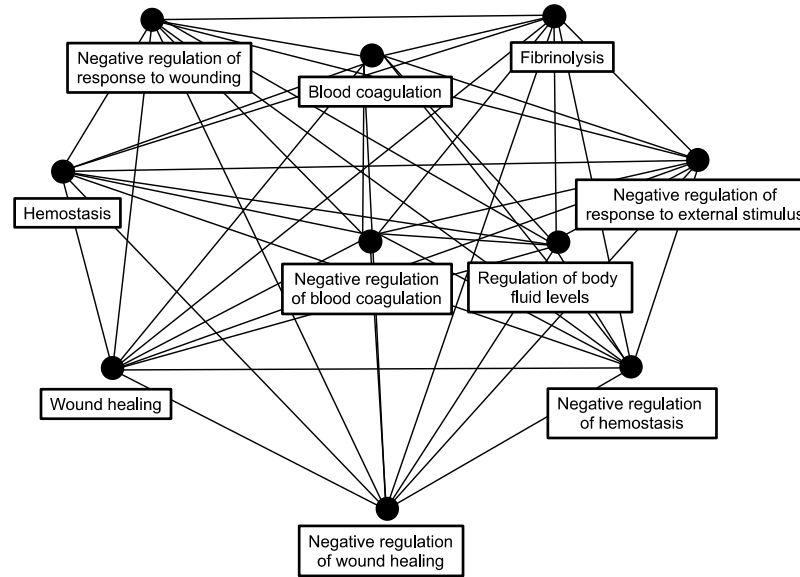 Negative regulation of
response to wounding
Fibrinolysis
Blood coagulation
Hemostasis
Negative regulation of
response to external stimulus
Negative regulation
of blood coagulation
Regulation of body
fluid levels
Wound healing
Negative regulation
of hemostasis
Negative regulation
of wound healing